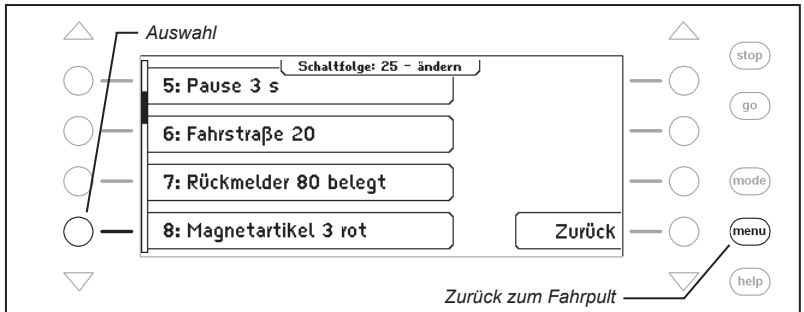 Auswahl
Schaltfolge: 25 - ändern
stop
5: Pause 3 s
go
6: Fahrstraße 20
7: Rückmelder 80 belegt
mode
8: Magnetartikel 3 rot
Zurück
menu
help
Zurück zum Fahrpult